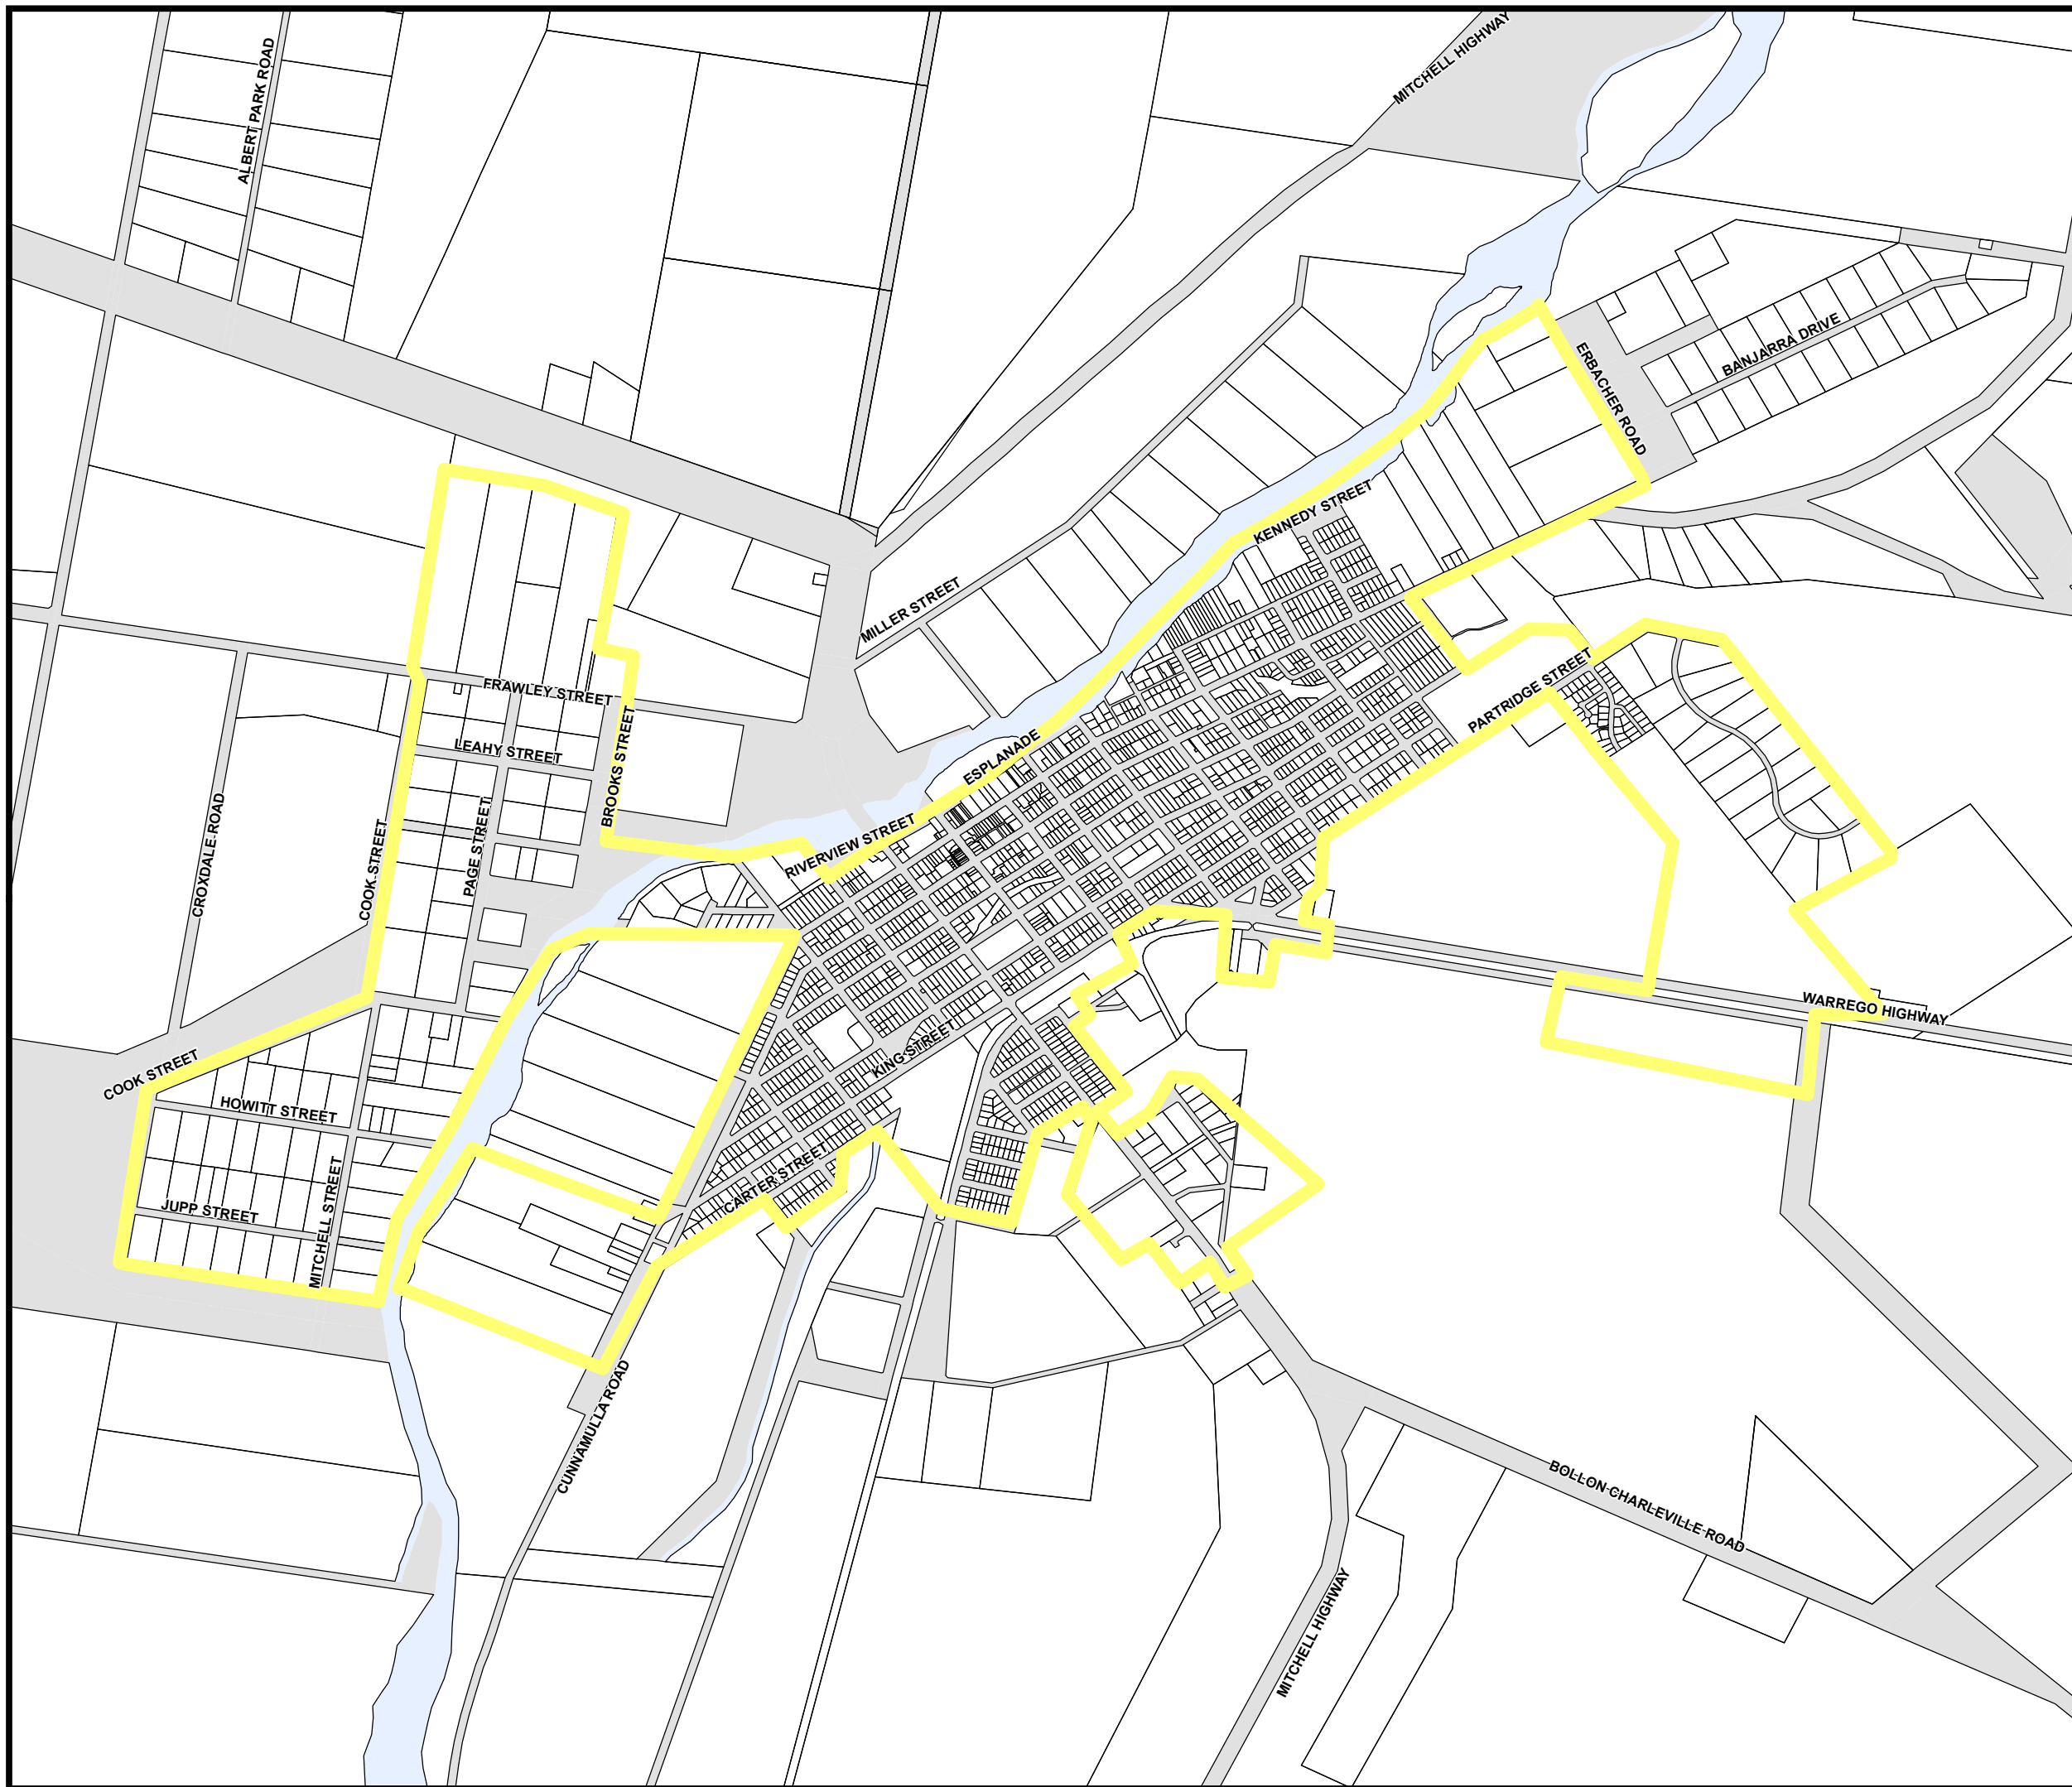 MITCHELL HIGHWAY
ALBERT PARK ROAD
BANJARRA DRIVE
ERBACHER ROAD
KENNEDY STREET
MILLER STREET
PARTRIDGE STREET
FRAWLEY STREET
LEAHY STREET
BROOKS STREET
ESPLANADE
CROXDALE ROAD
COOK STREET
PAGE STREET
RIVERVIEW STREET
WARREGO HIGHWAY
KING STREET
COOK STREET
HOWITT STREET
CARTER STREET
MITCHELL STREET
JUPP STREET
CUNNAMULLA ROAD
BOLLON CHARLEVILLE ROAD
MITCHELL HIGHWAY